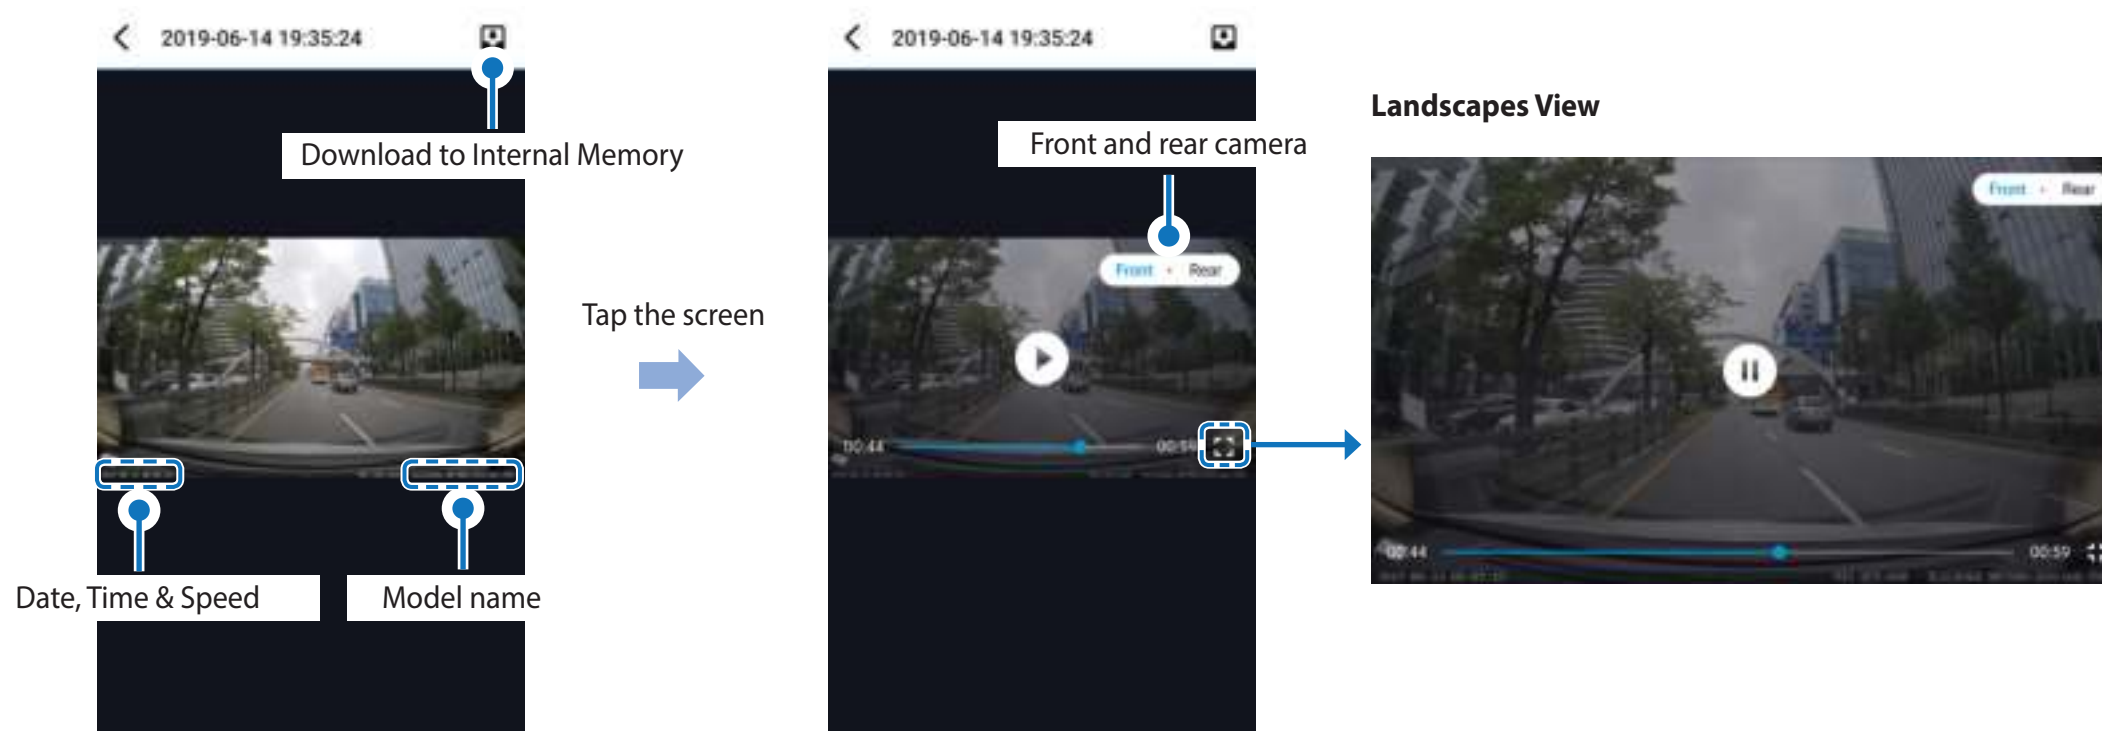 2019-06-14 19:35:24
Download to Internal Memory
Date, Time & Speed
Model name
Tap the screen
2019-06-14 19:35:24
Front and rear camera
Front • Rear
00:44
00:59
Landscapes View
Front • Rear
00:44
00:59